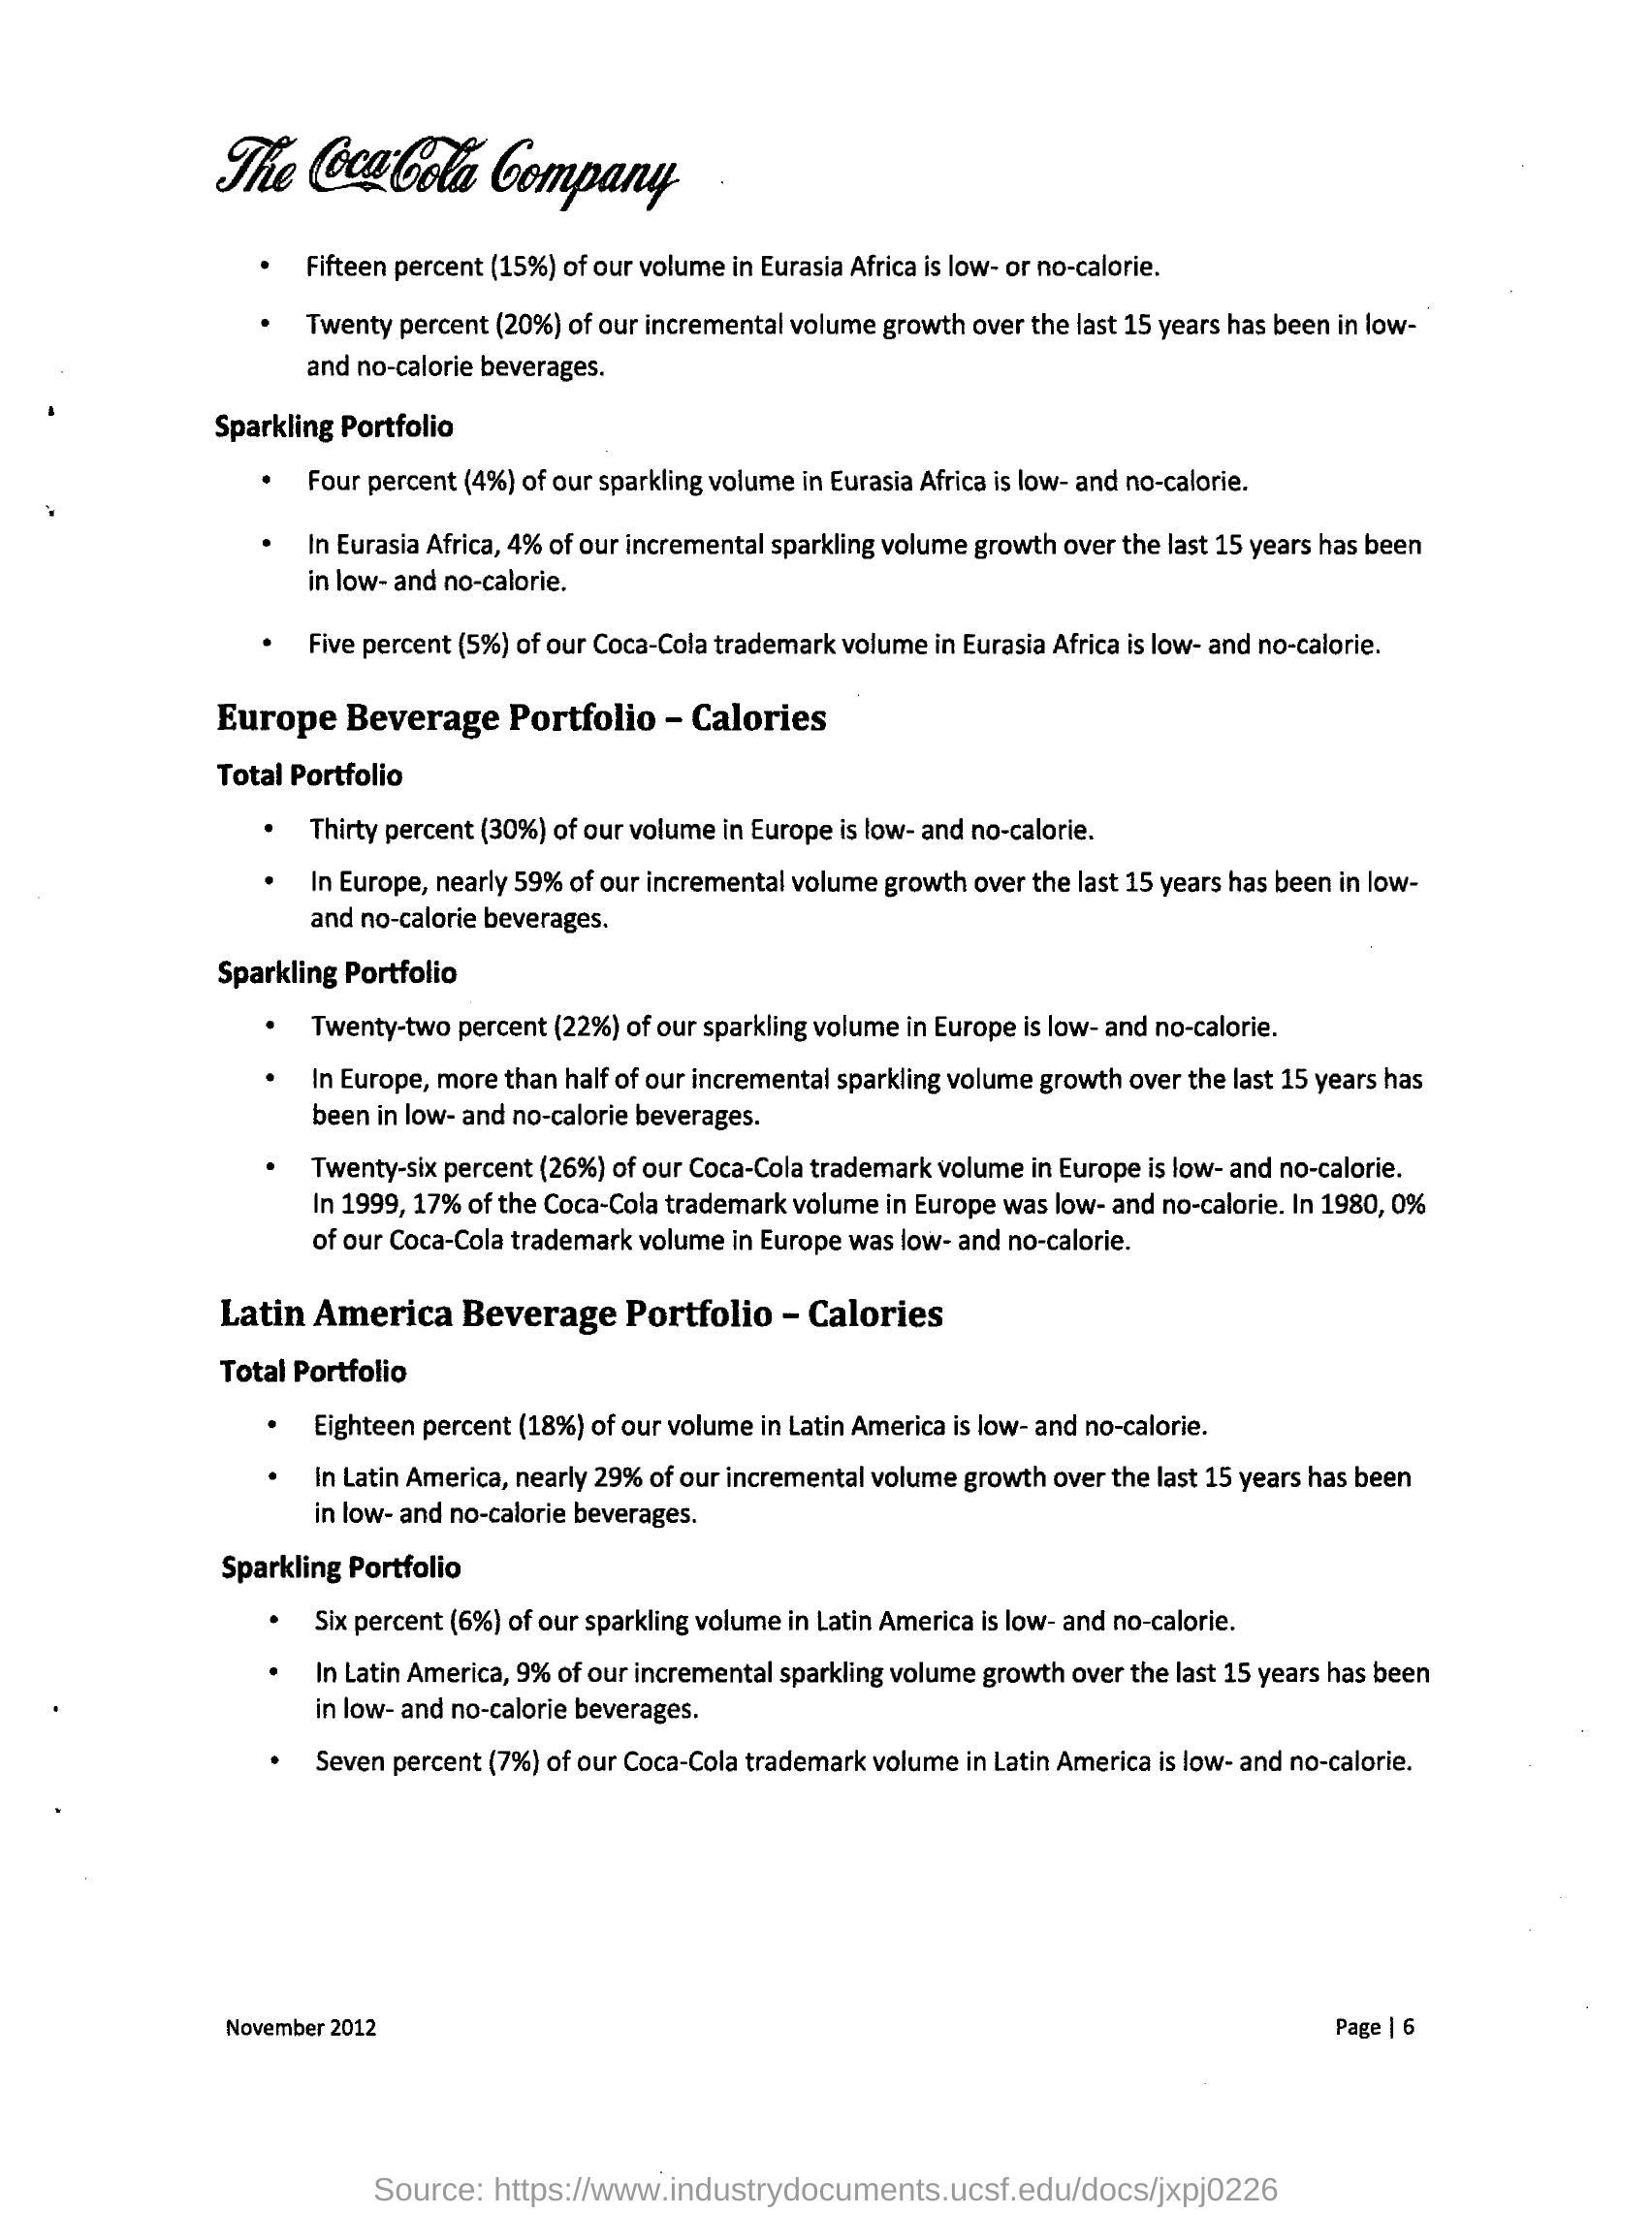 The Coca-Cola Company
• Fifteen percent (15%) of our volume in Eurasia Africa is low- or no-calorie.
• Twenty percent (20%) of our incremental volume growth over the last 15 years has been in low-
and no-calorie beverages.
Sparkling Portfolio
• Four percent (4%) of our sparkling volume in Eurasia Africa is low- and no-calorie.
• In Eurasia Africa, 4% of our incremental sparkling volume growth over the last 15 years has been
in low- and no-calorie.
• Five percent (5%) of our Coca-Cola trademark volume in Eurasia Africa is low- and no-calorie.
Europe Beverage Portfolio – Calories
Total Portfolio
• Thirty percent (30%) of our volume in Europe is low- and no-calorie.
• In Europe, nearly 59% of our incremental volume growth over the last 15 years has been in low-
and no-calorie beverages.
Sparkling Portfolio
• Twenty-two percent (22%) of our sparkling volume in Europe is low- and no-calorie.
• In Europe, more than half of our incremental sparkling volume growth over the last 15 years has
been in low- and no-calorie beverages.
• Twenty-six percent (26%) of our Coca-Cola trademark volume in Europe is low- and no-calorie.
In 1999, 17% of the Coca-Cola trademark volume in Europe was low- and no-calorie. In 1980, 0%
of our Coca-Cola trademark volume in Europe was low- and no-calorie.
Latin America Beverage Portfolio – Calories
Total Portfolio
• Eighteen percent (18%) of our volume in Latin America is low- and no-calorie.
• In Latin America, nearly 29% of our incremental volume growth over the last 15 years has been
in low- and no-calorie beverages.
Sparkling Portfolio
• Six percent (6%) of our sparkling volume in Latin America is low- and no-calorie.
• In Latin America, 9% of our incremental sparkling volume growth over the last 15 years has been
in low- and no-calorie beverages.
• Seven percent (7%) of our Coca-Cola trademark volume in Latin America is low- and no-calorie.
November 2012
Page | 6
Source: https://www.industrydocuments.ucsf.edu/docs/jxpj0226